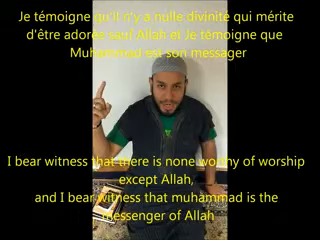 Je témoigne qu'il n'y a nulle divinité qui mérite
d'être adorée sauf Allah et Je témoigne que
Muhammad est son messager
I bear witness that there is none worthy of worship
except Allah,
and I bear witness that muhammad is the
messenger of Allah